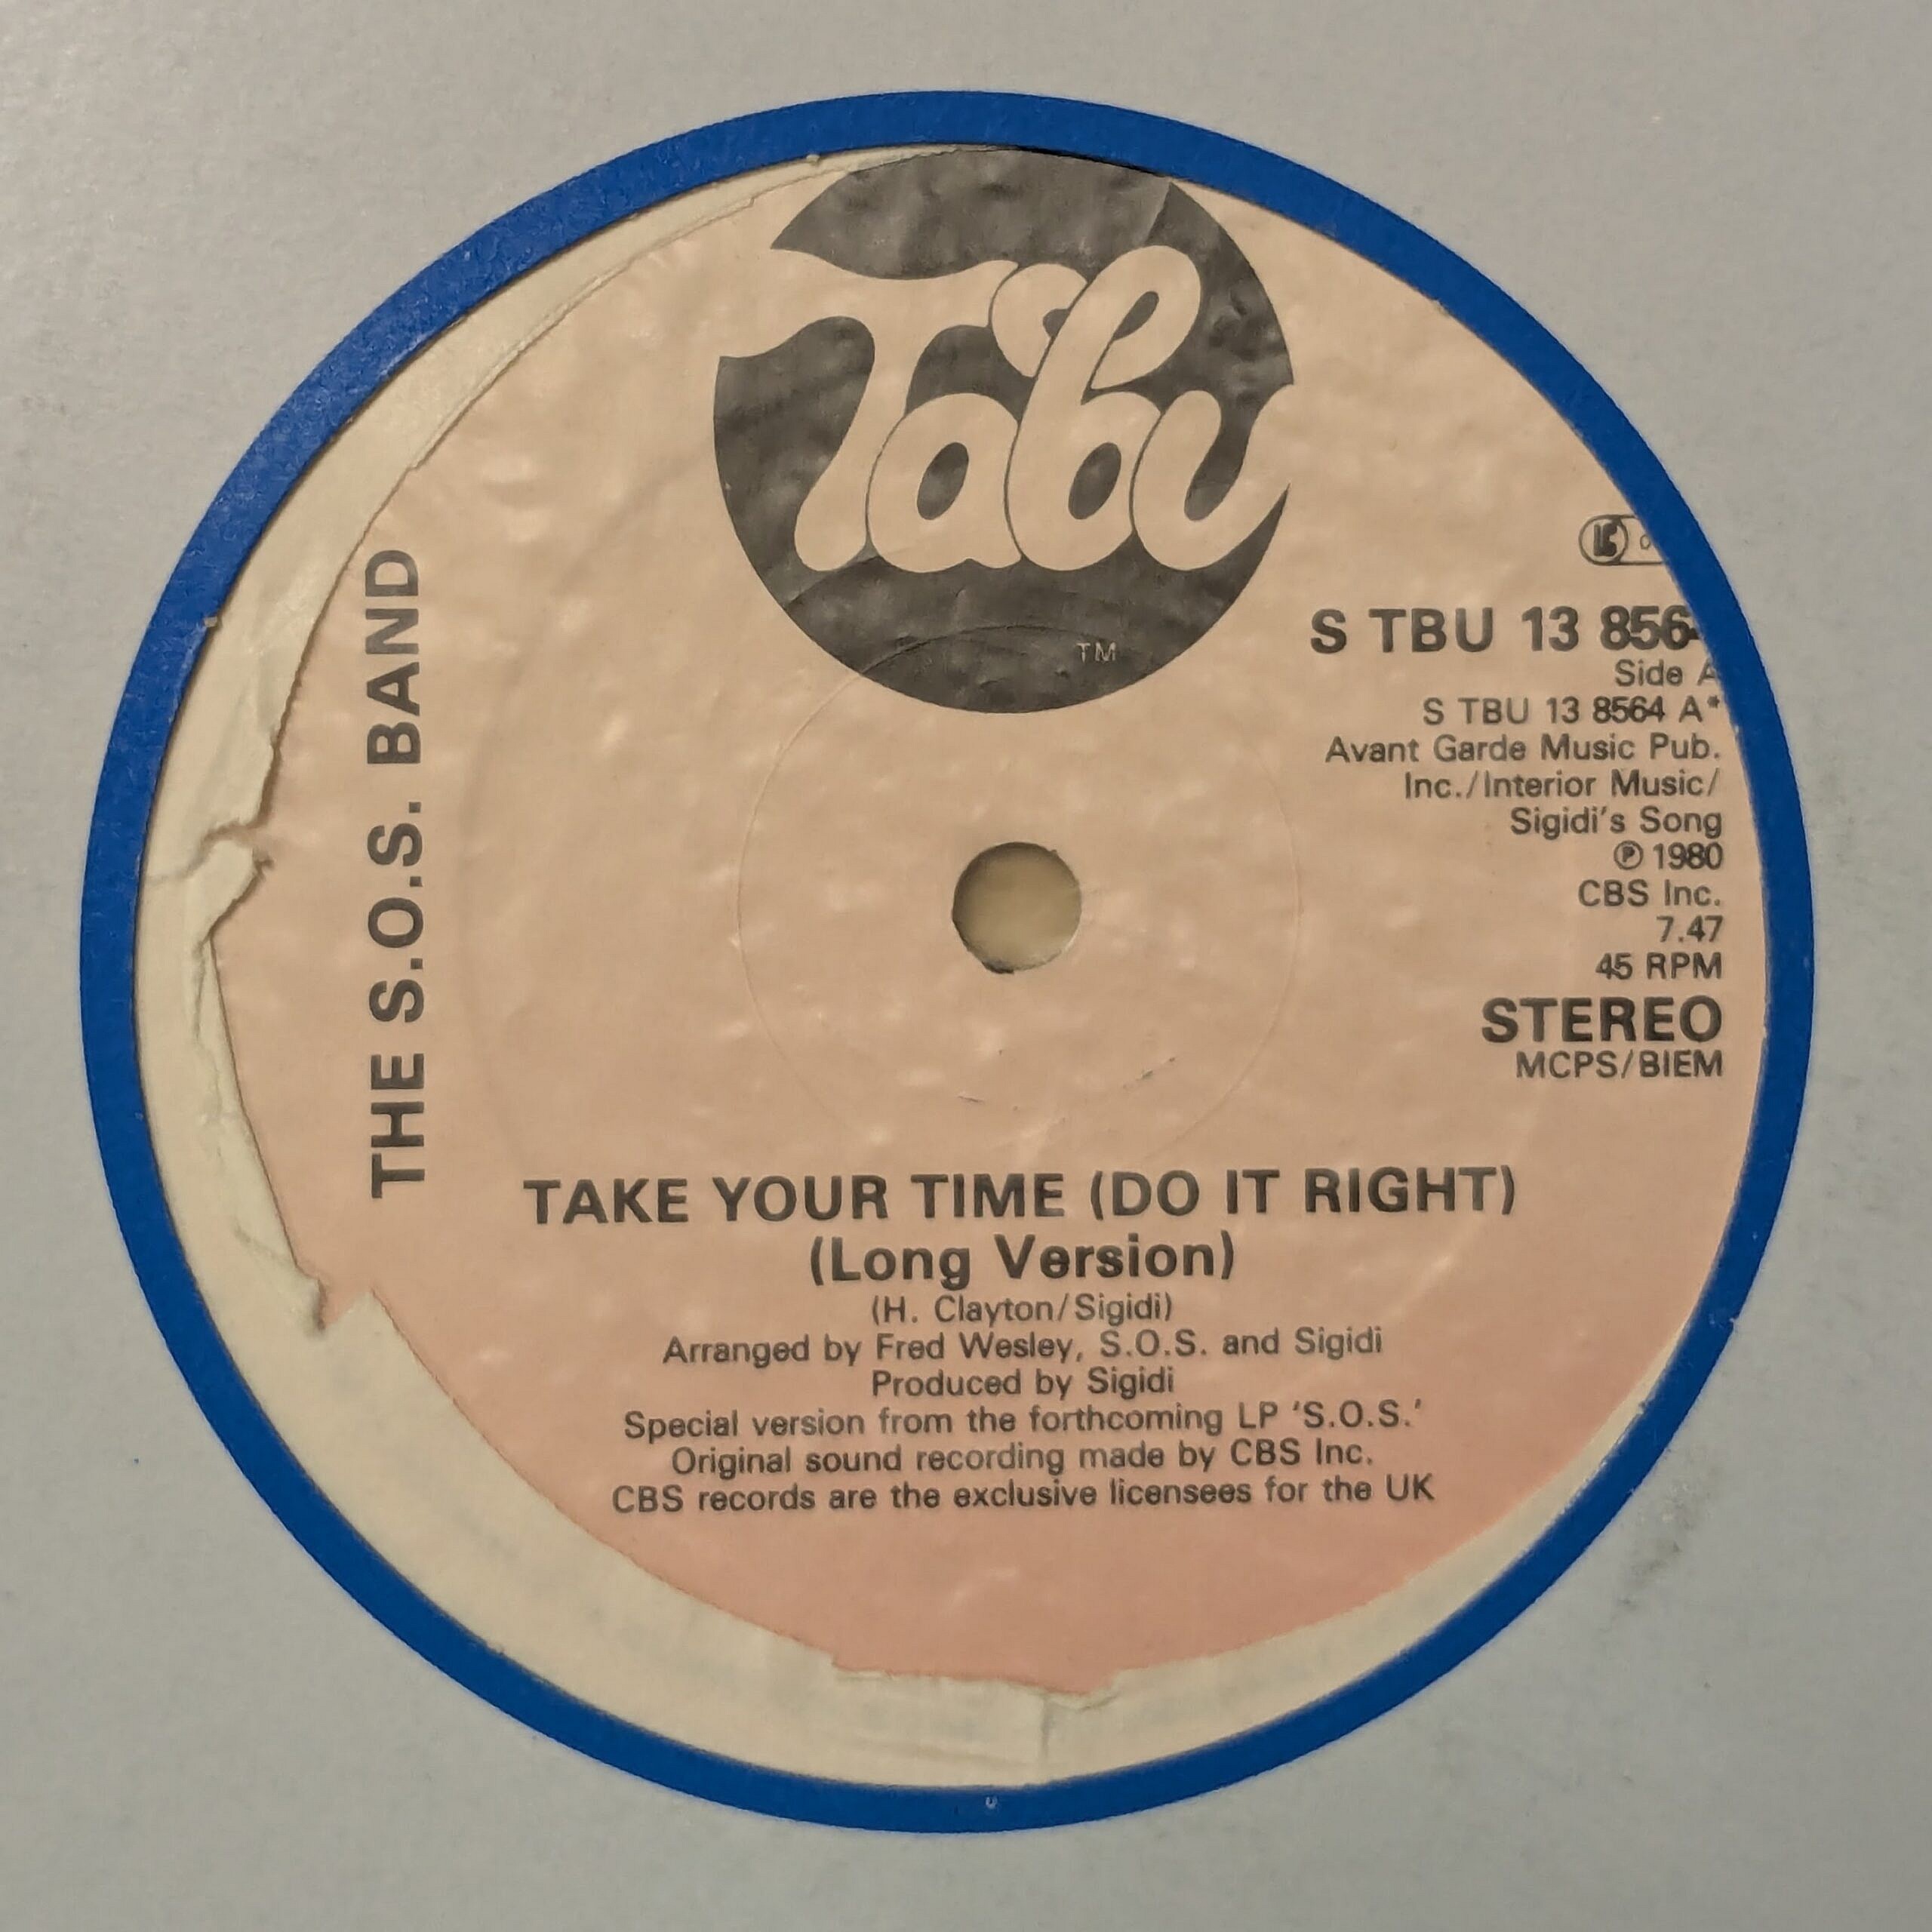 Tabu
TM
THE S.O.S. BAND
S TBU 13 856
Side A
S TBU 13 8564 A*
Avant Garde Music Pub.
Inc./Interior Music/
Sigidi's Song
℗ 1980
CBS Inc.
7.47
45 RPM
STEREO
MCPS/BIEM
TAKE YOUR TIME (DO IT RIGHT)
(Long Version)
(H. Clayton/Sigidi)
Arranged by Fred Wesley, S.O.S. and Sigidi
Produced by Sigidi
Special version from the forthcoming LP 'S.O.S.'
Original sound recording made by CBS Inc.
CBS records are the exclusive licensees for the UK